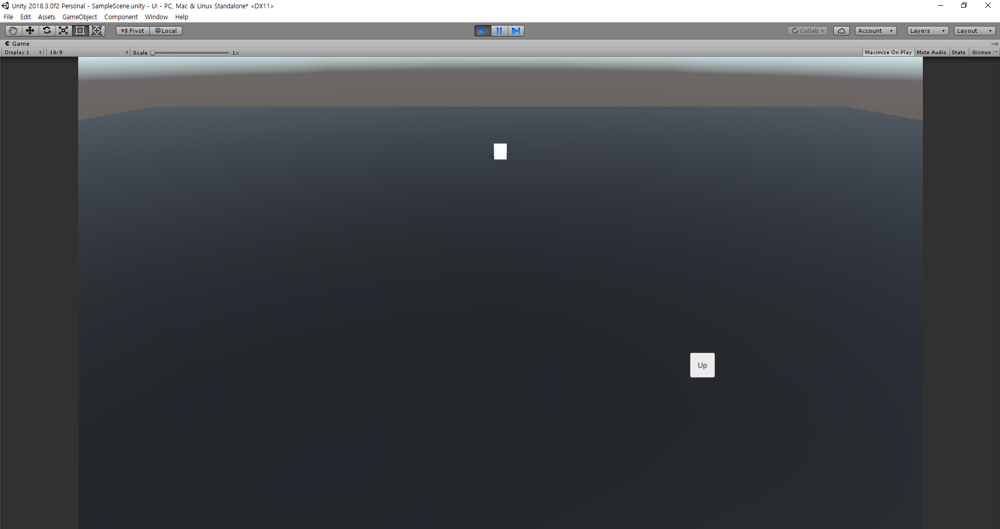 Unity 2018.3.0f2 Personal - SampleScene.unity - UI - PC, Mac & Linux Standalone* <DX11>
File Edit Assets GameObject Component Window Help
Pivot Local Collab Account Layers Layout
Game
Display 1 16:9 Scale 1x Maximize On Play Mute Audio Stats Gizmos
Up